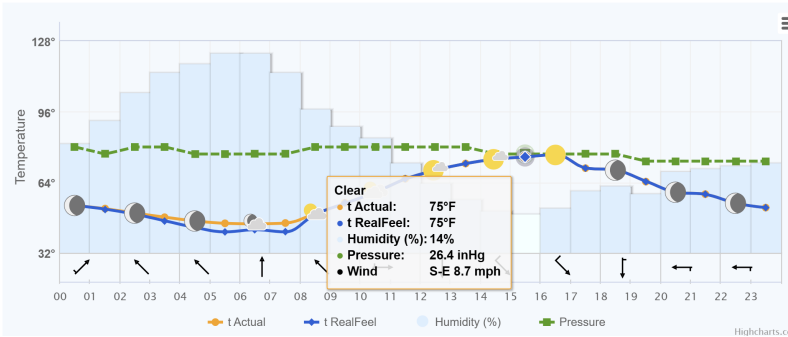 128°
96°
64°
32°
Temperature
Clear
t Actual: 75°F
t RealFeel: 75°F
Humidity (%): 14%
Pressure: 26.4 inHg
Wind S-E 8.7 mph
00 01 02 03 04 05 06 07 08 09 10 11 12 13 14 15 16 17 18 19 20 21 22 23
t Actual t RealFeel Humidity (%) Pressure